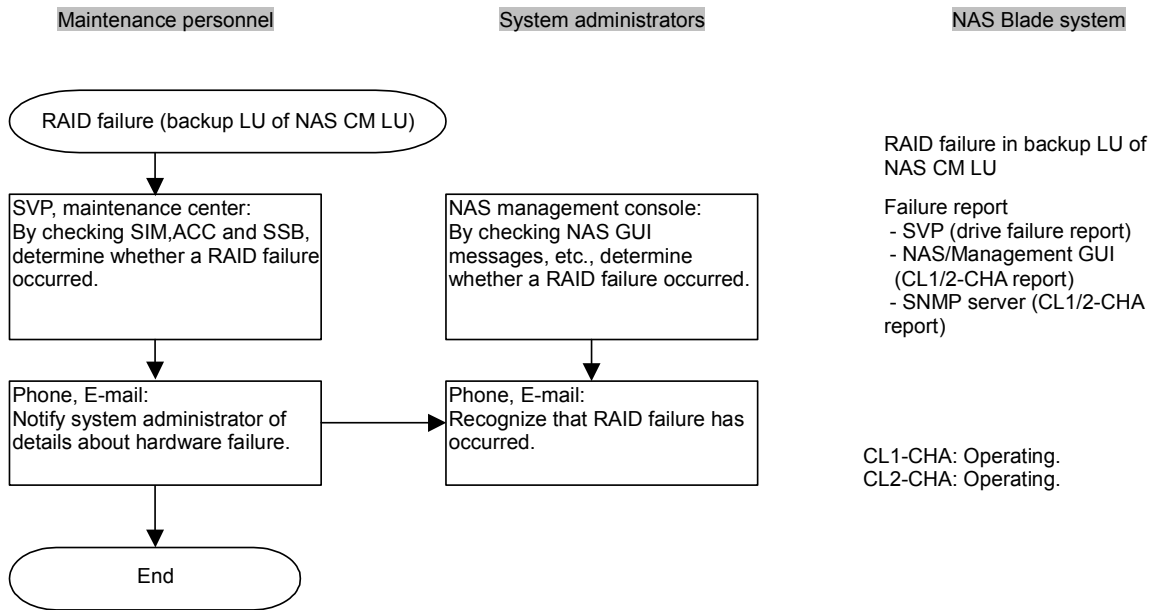 Maintenance personnel
System administrators
NAS Blade system
RAID failure (backup LU of NAS CM LU)
SVP, maintenance center:
By checking SIM,ACC and SSB,
determine whether a RAID failure
occurred.
NAS management console:
By checking NAS GUI
messages, etc., determine
whether a RAID failure occurred.
RAID failure in backup LU of
NAS CM LU
Failure report
- SVP (drive failure report)
- NAS/Management GUI
(CL1/2-CHA report)
- SNMP server (CL1/2-CHA
report)
Phone, E-mail:
Notify system administrator of
details about hardware failure.
Phone, E-mail:
Recognize that RAID failure has
occurred.
CL1-CHA: Operating.
CL2-CHA: Operating.
End